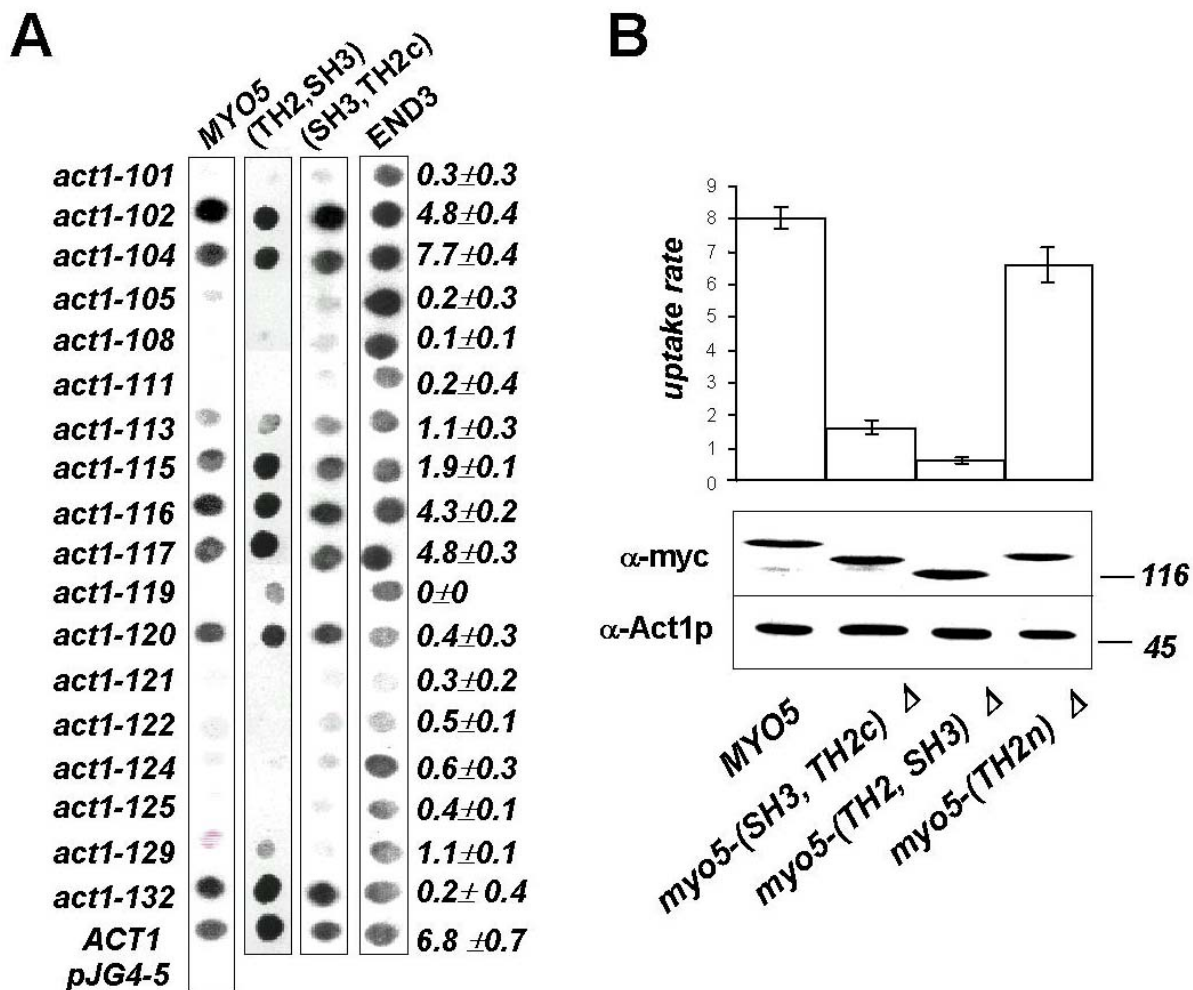 A
B
MYO5
(TH2,SH3)
(SH3,TH2c)
END3
act1-101 0.3±0.3
act1-102 4.8±0.4
act1-104 7.7±0.4
act1-105 0.2±0.3
act1-108 0.1±0.1
act1-111 0.2±0.4
act1-113 1.1±0.3
act1-115 1.9±0.1
act1-116 4.3±0.2
act1-117 4.8±0.3
act1-119 0±0
act1-120 0.4±0.3
act1-121 0.3±0.2
act1-122 0.5±0.1
act1-124 0.6±0.3
act1-125 0.4±0.1
act1-129 1.1±0.1
act1-132 0.2± 0.4
ACT1 6.8 ±0.7
pJG4-5
uptake rate
9
8
7
6
5
4
3
2
1
0
α-myc
116
α-Act1p
45
MYO5
myo5-(SH3, TH2c) Δ
myo5-(TH2, SH3) Δ
myo5-(TH2n) Δ